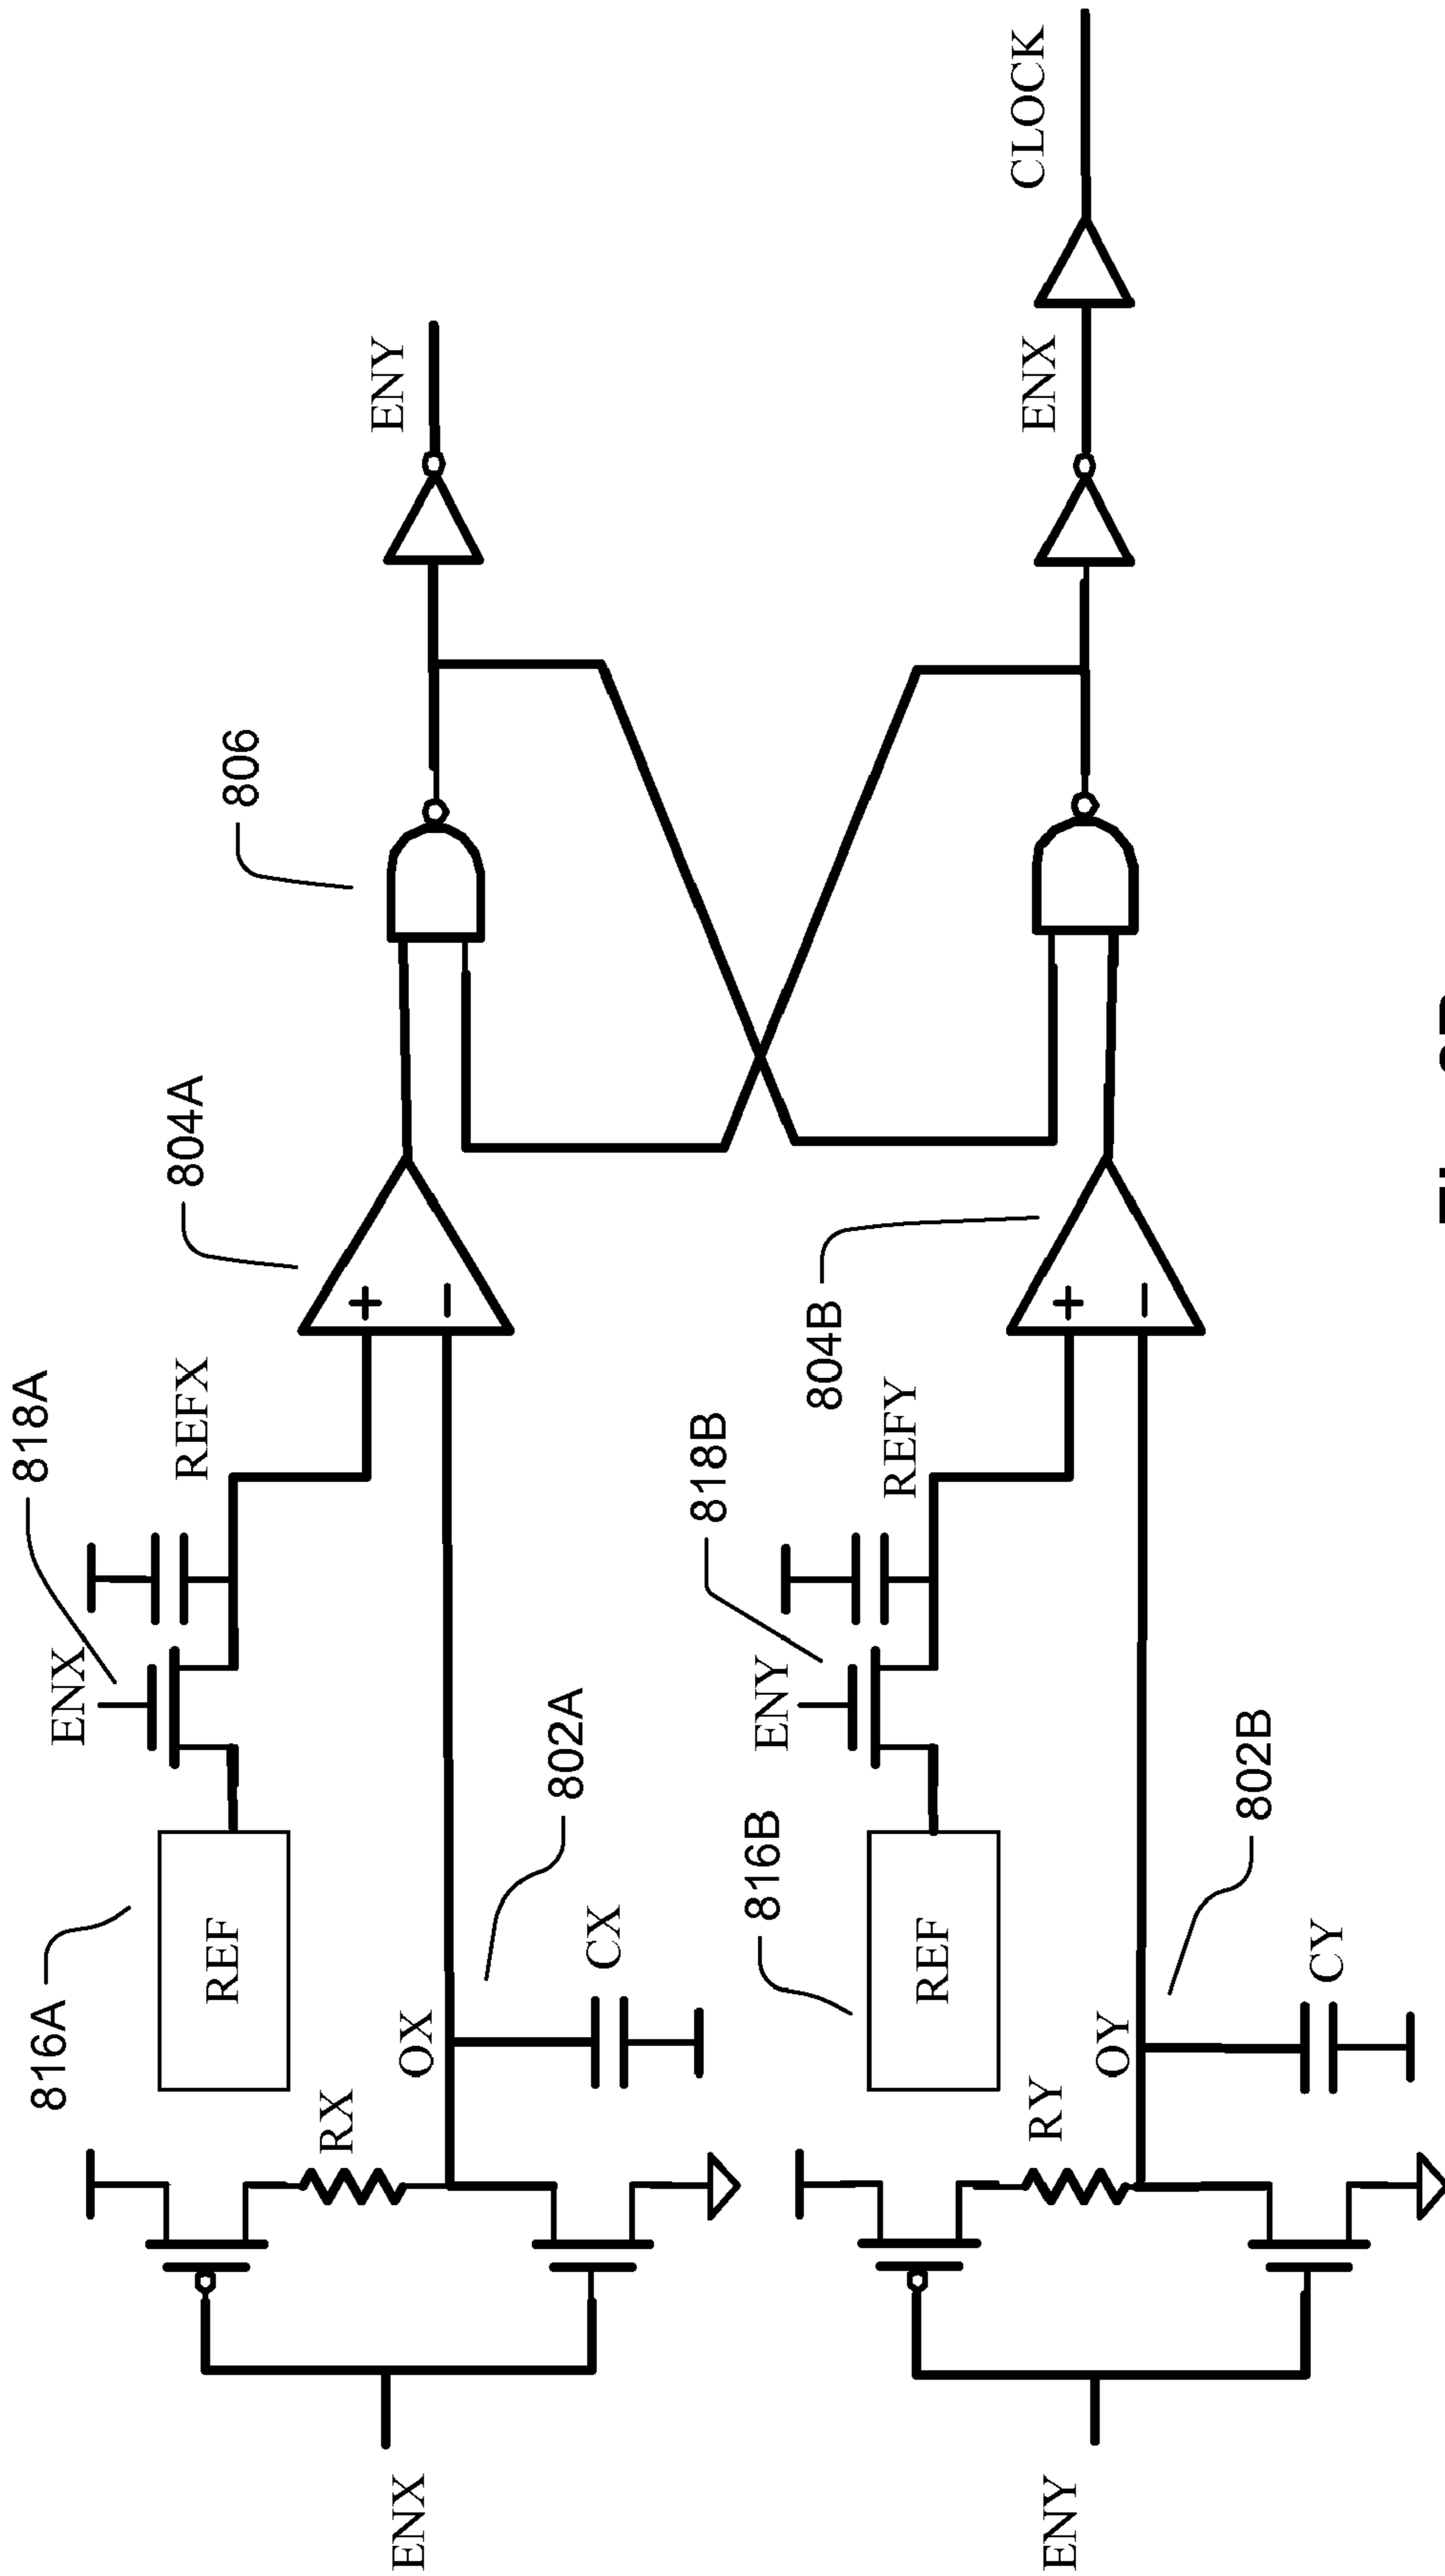 818A
816A
ENX
REFX
804A
806
REF
RX
ENY
ENX
OX
802A
CX
818B
816B
ENY
804B
REFY
REF
CLOCK
ENX
RY
ENY
OY
802B
CY